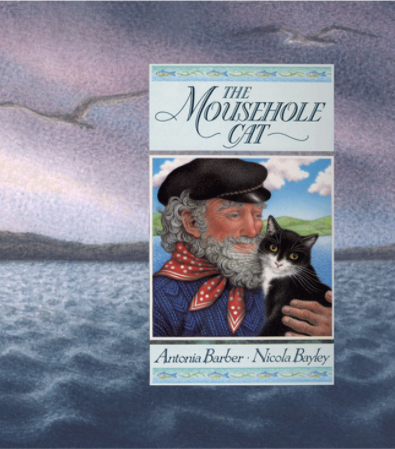 THE
MOUSEHOLE
CAT
Antonia Barber · Nicola Bayley